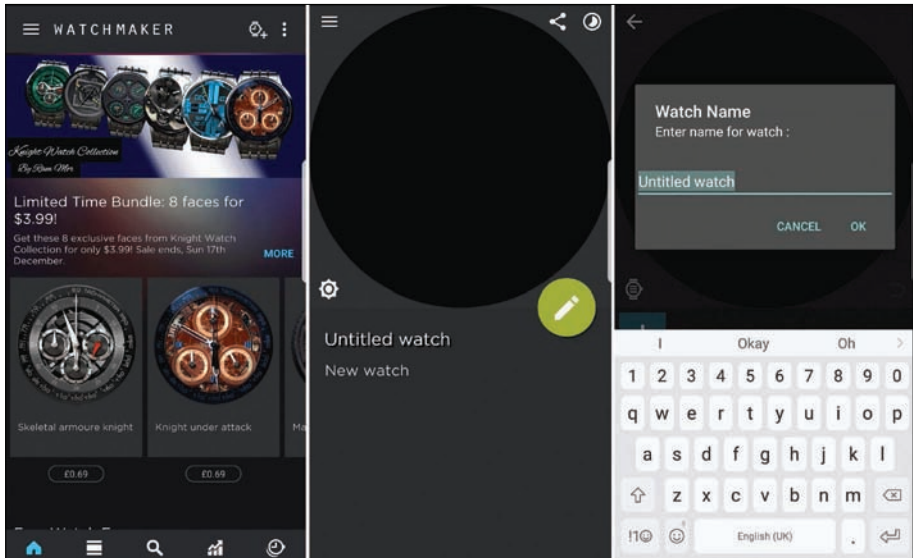 WATCHMAKER
Knight Watch Collection
By Ram Mor
Limited Time Bundle: 8 faces for
$3.99!
Get these 8 exclusive faces from Knight Watch
Collection for only $3.99! Sale ends, Sun 17th
December.
MORE
Skeletal armoure knight
Knight under attack
Ma
£0.69
£0.69
Untitled watch
New watch
Watch Name
Enter name for watch :
Untitled watch
CANCEL OK
I Okay Oh
1 2 3 4 5 6 7 8 9 0
q w e r t y u i o p
a s d f g h j k l
z x c v b n m
!1☺ English (UK) .